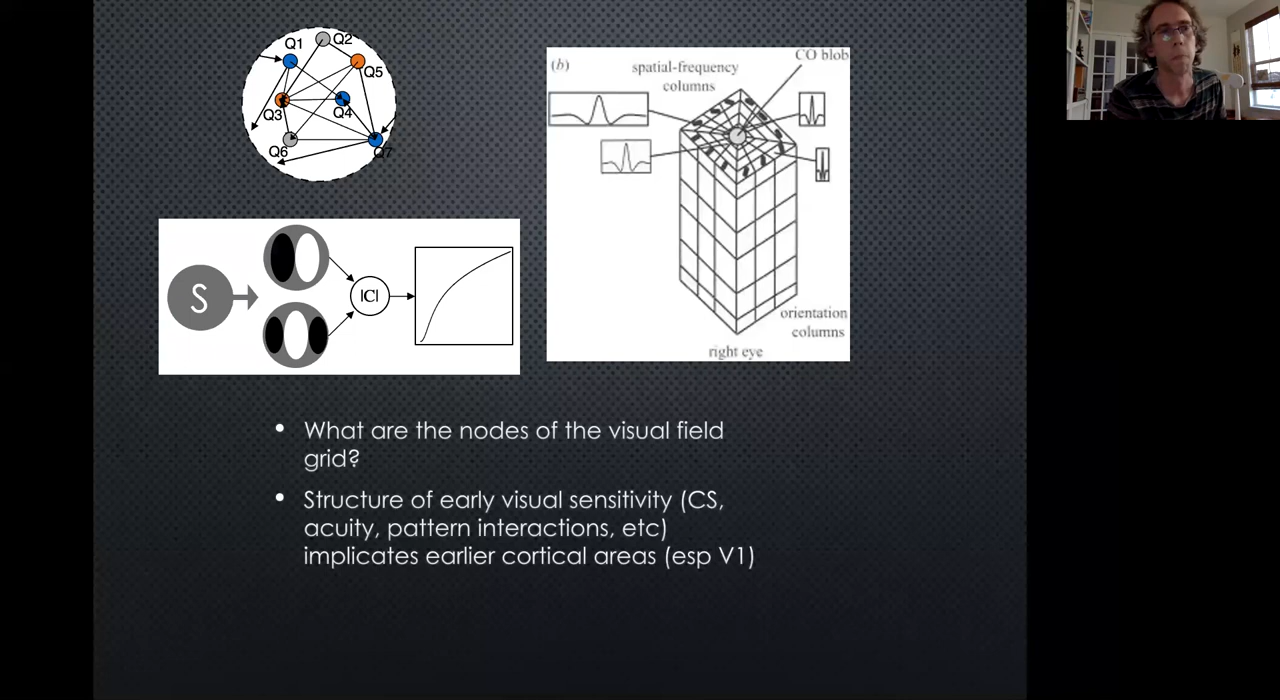 Q1
Q2
Q5
Q3
Q4
Q6
Q7
S
|C|
(b)
spatial-frequency
columns
CO blob
orientation
columns
right eye
• What are the nodes of the visual field
grid?
• Structure of early visual sensitivity (CS,
acuity, pattern interactions, etc)
implicates earlier cortical areas (esp V1)